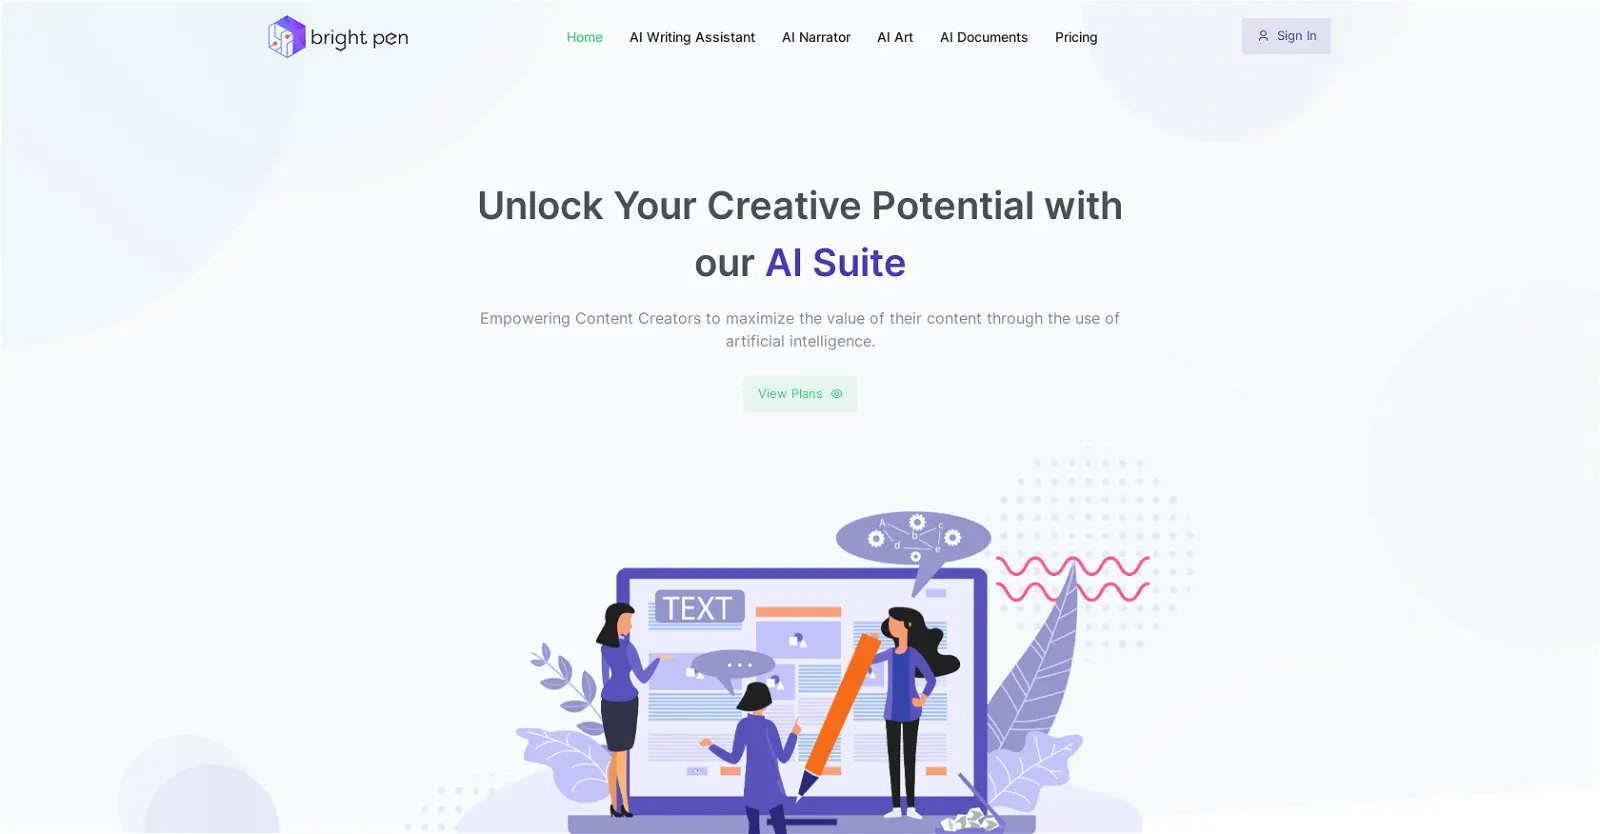 bright pen
Home
AI Writing Assistant
AI Narrator
AI Art
AI Documents
Pricing
Sign In
Unlock Your Creative Potential with
our AI Suite
Empowering Content Creators to maximize the value of their content through the use of
artificial intelligence.
View Plans
A
c
b
d
e
TEXT